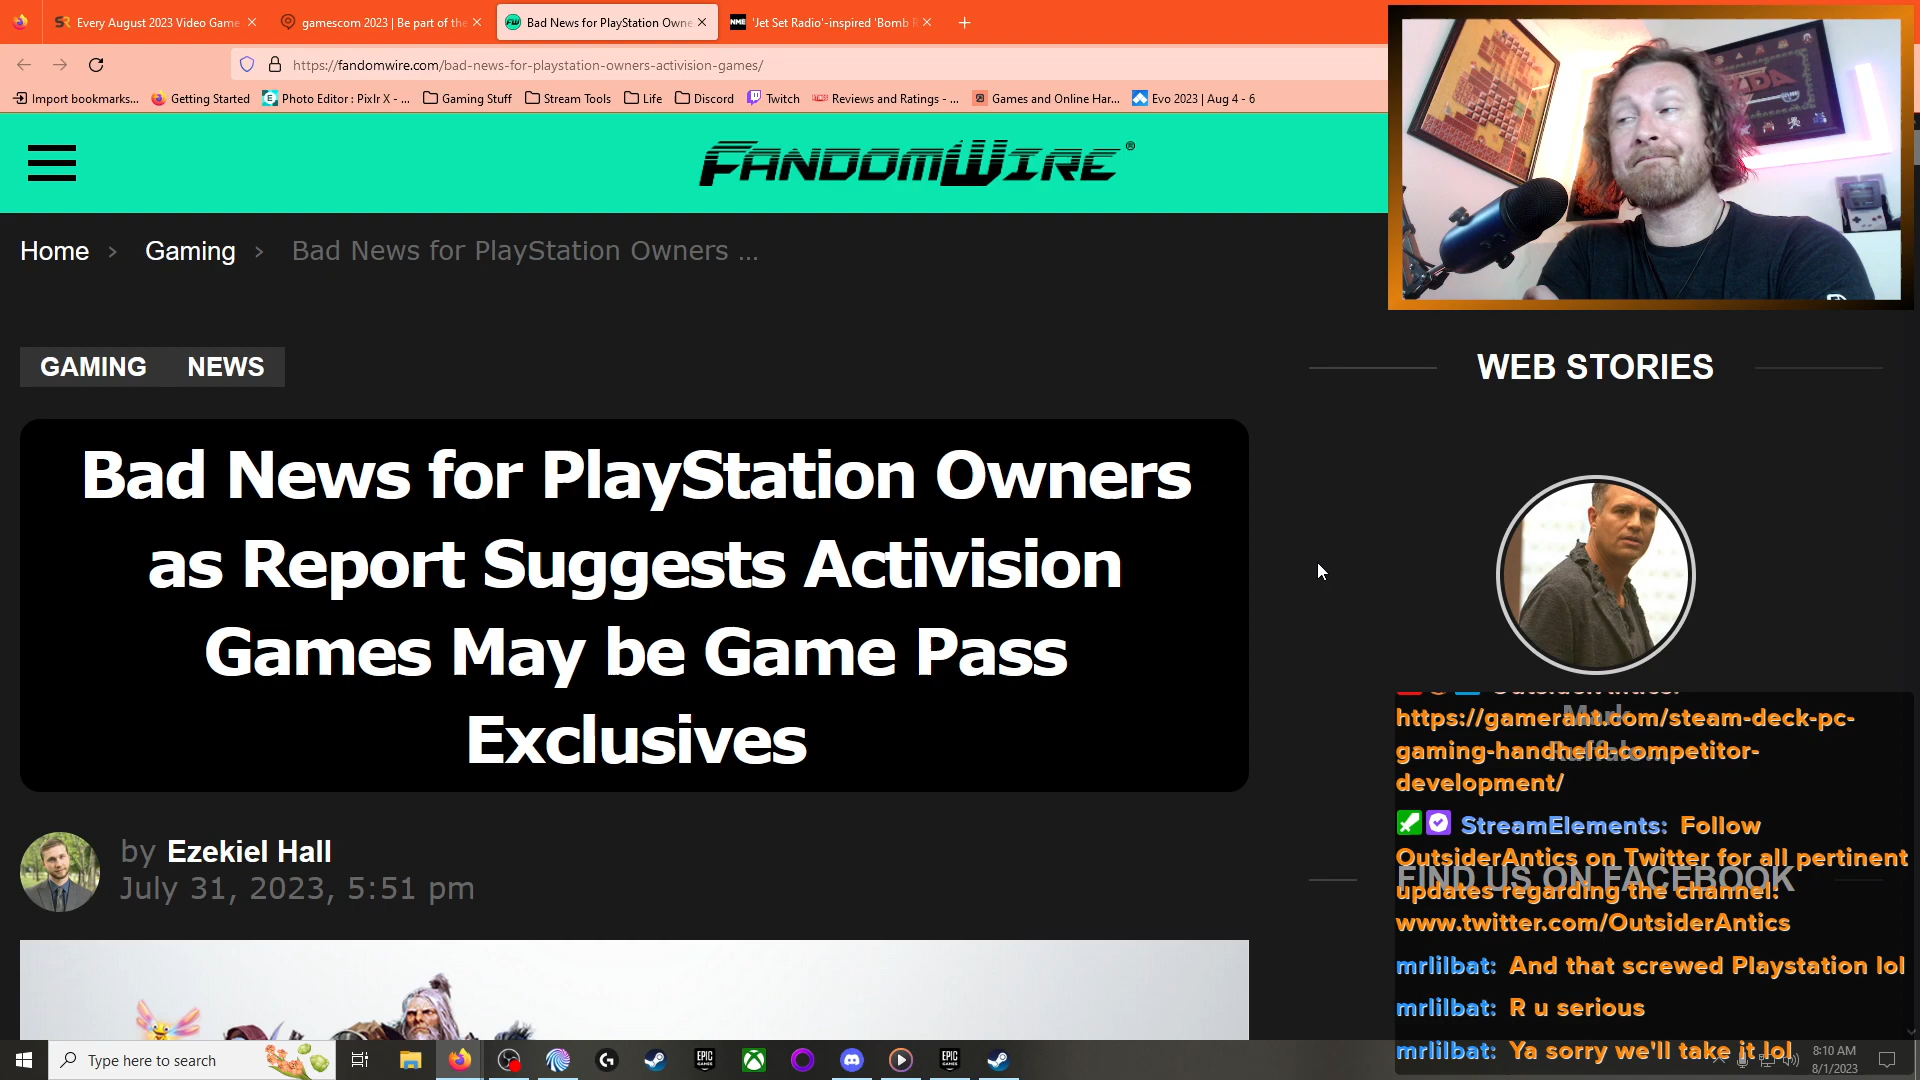 Every August 2023 Video Game
gamescom 2023 | Be part of the
Bad News for PlayStation Owne
NME 'Jet Set Radio'-inspired 'Bomb R
https://fandomwire.com/bad-news-for-playstation-owners-activision-games/
Import bookmarks... Getting Started Photo Editor : Pixlr X - ... Gaming Stuff Stream Tools Life Discord Twitch Reviews and Ratings - ... Games and Online Har... Evo 2023 | Aug 4 - 6
FANDOMWIRE®
Home > Gaming > Bad News for PlayStation Owners ...
GAMING NEWS
WEB STORIES
Bad News for PlayStation Owners
as Report Suggests Activision
Games May be Game Pass
Exclusives
by Ezekiel Hall
July 31, 2023, 5:51 pm
Mark
Ruffalo...
FIND US ON FACEBOOK
https://gamerant.com/steam-deck-pc-
gaming-handheld-competitor-
development/
StreamElements: Follow
OutsiderAntics on Twitter for all pertinent
updates regarding the channel:
www.twitter.com/OutsiderAntics
mrlilbat: And that screwed Playstation lol
mrlilbat: R u serious
mrlilbat: Ya sorry we'll take it lol
Type here to search
EPIC GAMES
EPIC GAMES
8:10 AM
8/1/2023